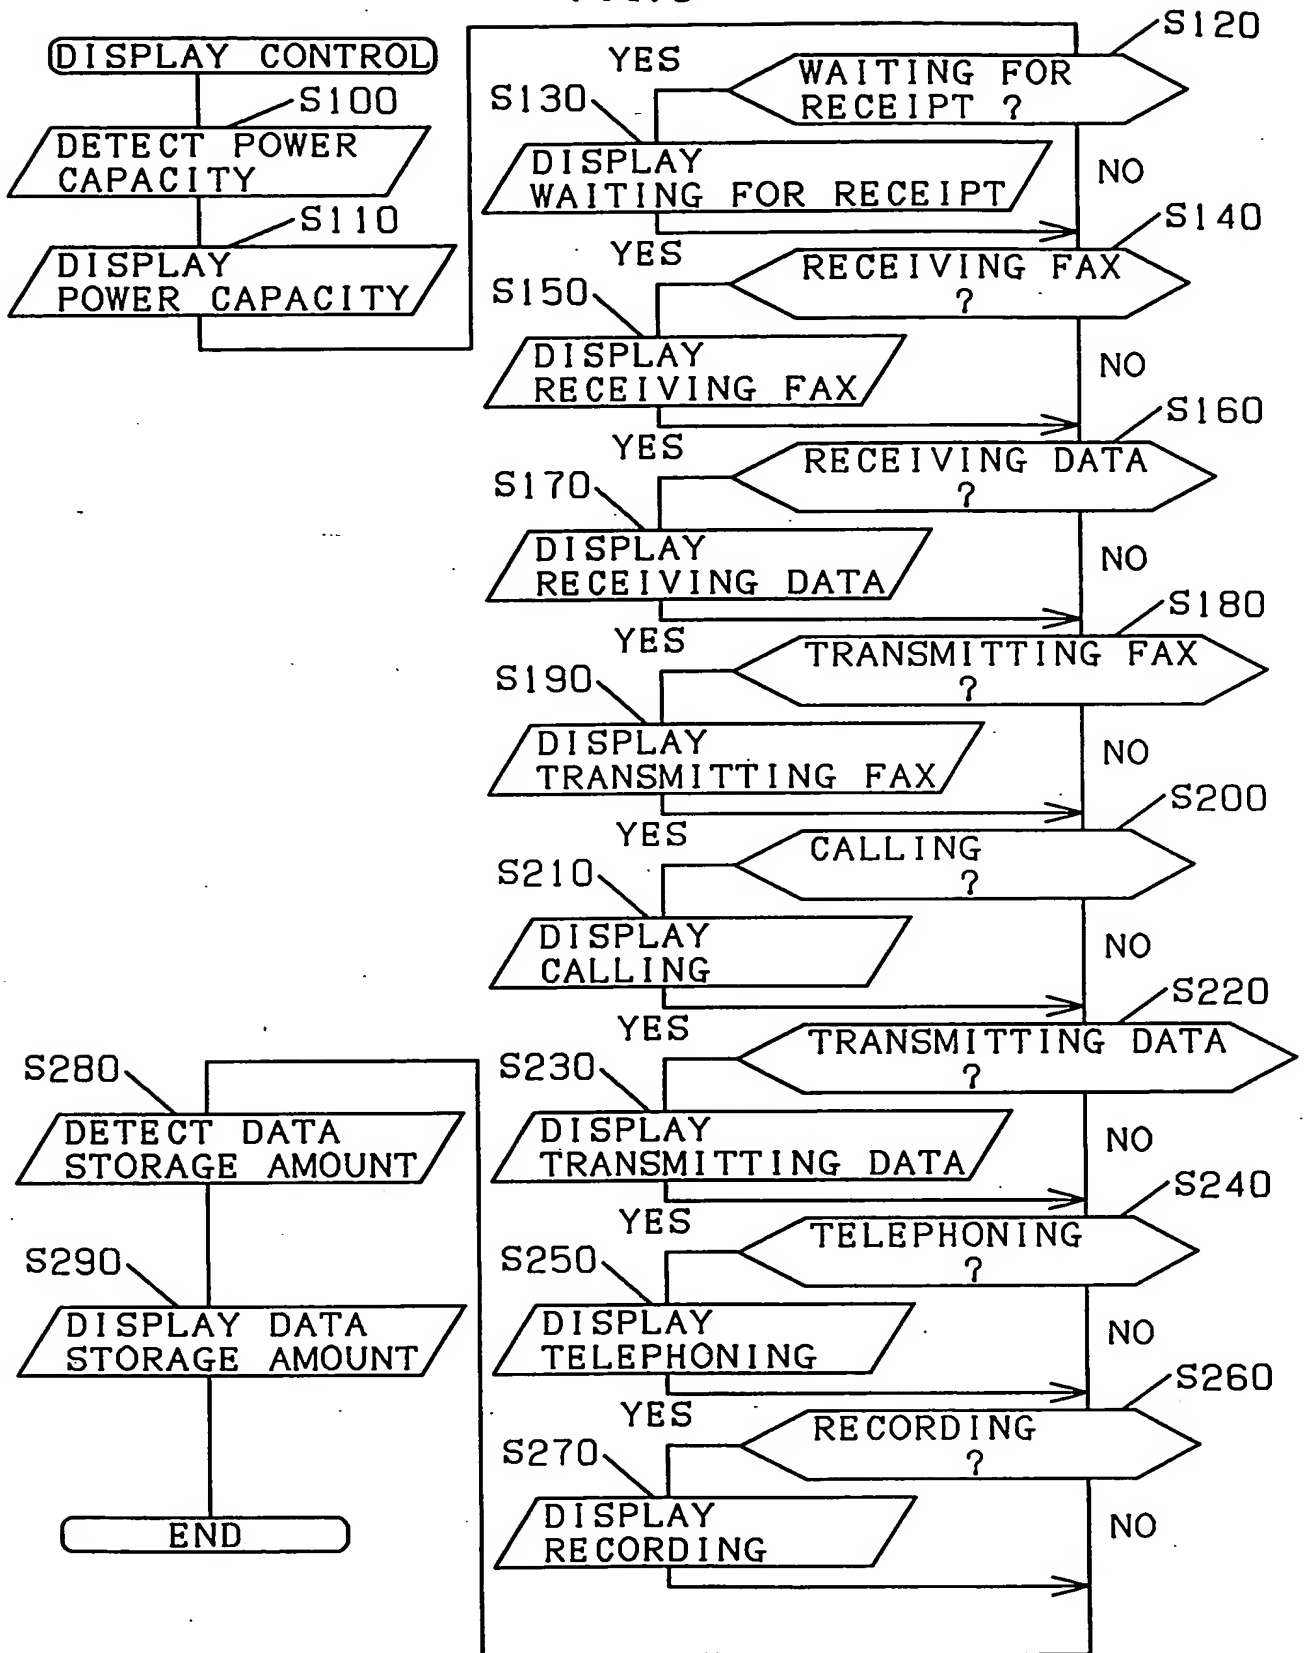 DISPLAY CONTROL
S100
DETECT POWER
CAPACITY
S110
DISPLAY
POWER CAPACITY
S120
WAITING FOR
RECEIPT ?
YES
NO
S130
DISPLAY
WAITING FOR RECEIPT
S140
RECEIVING FAX
?
YES
NO
S150
DISPLAY
RECEIVING FAX
S160
RECEIVING DATA
?
YES
NO
S170
DISPLAY
RECEIVING DATA
S180
TRANSMITTING FAX
?
YES
NO
S190
DISPLAY
TRANSMITTING FAX
S200
CALLING
?
YES
NO
S210
DISPLAY
CALLING
S220
TRANSMITTING DATA
?
YES
NO
S230
DISPLAY
TRANSMITTING DATA
S240
TELEPHONING
?
YES
NO
S250
DISPLAY
TELEPHONING
S260
RECORDING
?
YES
NO
S270
DISPLAY
RECORDING
S280
DETECT DATA
STORAGE AMOUNT
S290
DISPLAY DATA
STORAGE AMOUNT
END